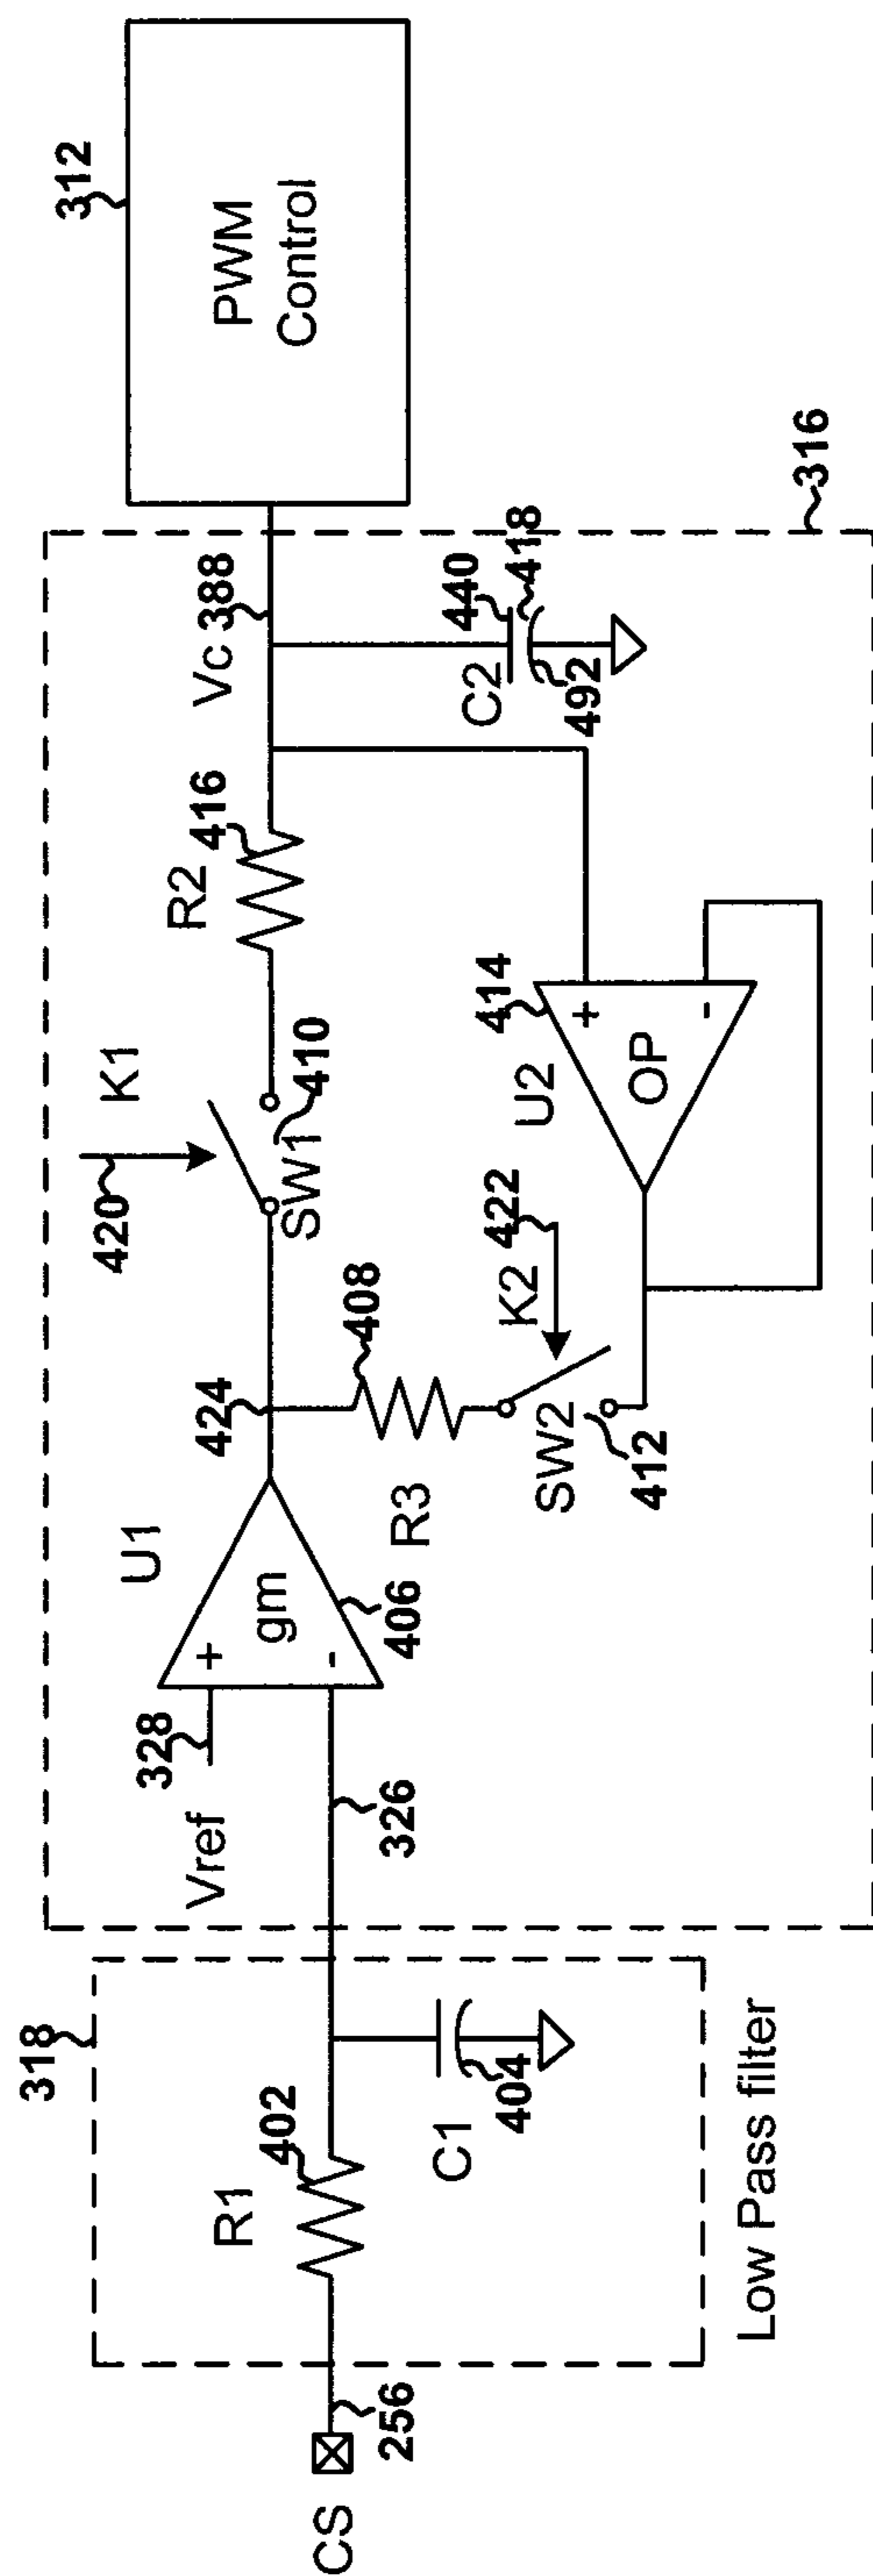 CS
256
318
R1
402
C1
404
Low Pass filter
316
326
Vref
328
U1
+
-
gm
406
424
R3
408
K1
420
SW1
410
K2
422
SW2
412
R2
416
U2
414
+
-
OP
Vc
388
C2
440
418
492
312
PWM
Control